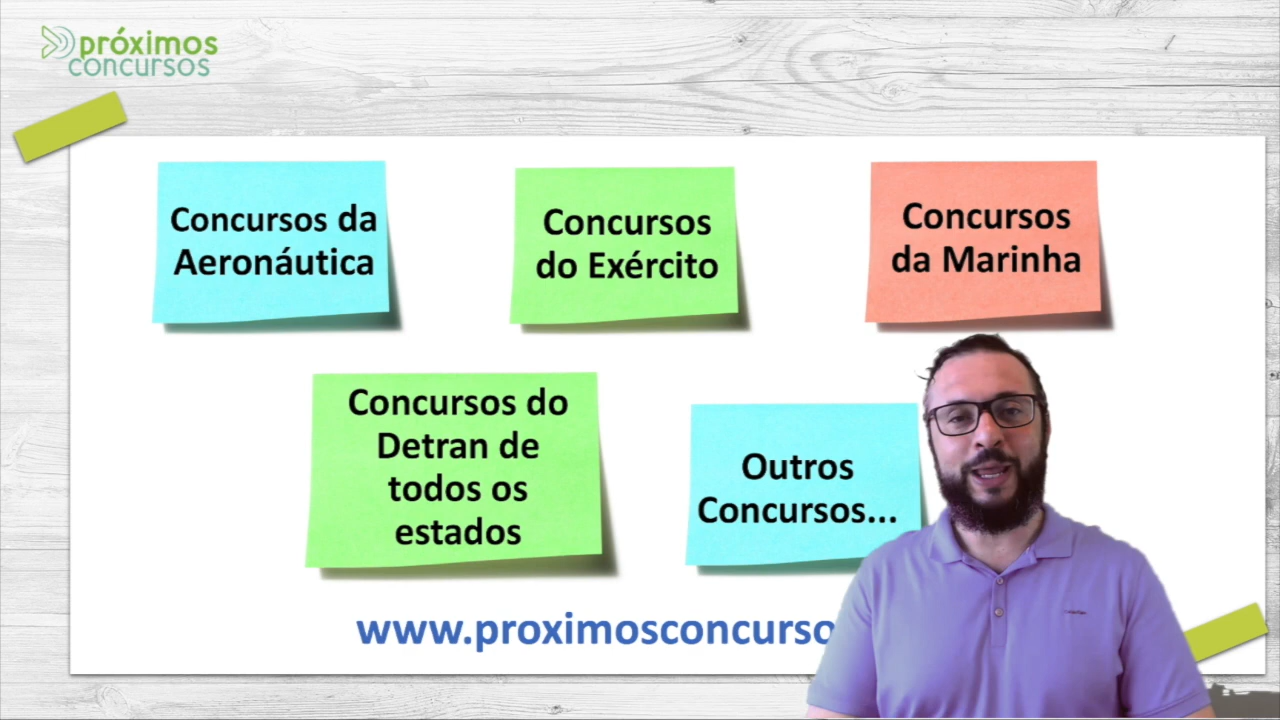 próximos
concursos
Concursos da
Aeronáutica
Concursos
do Exército
Concursos
da Marinha
Concursos do
Detran de
todos os
estados
Outros
Concursos...
www.proximosconcurso